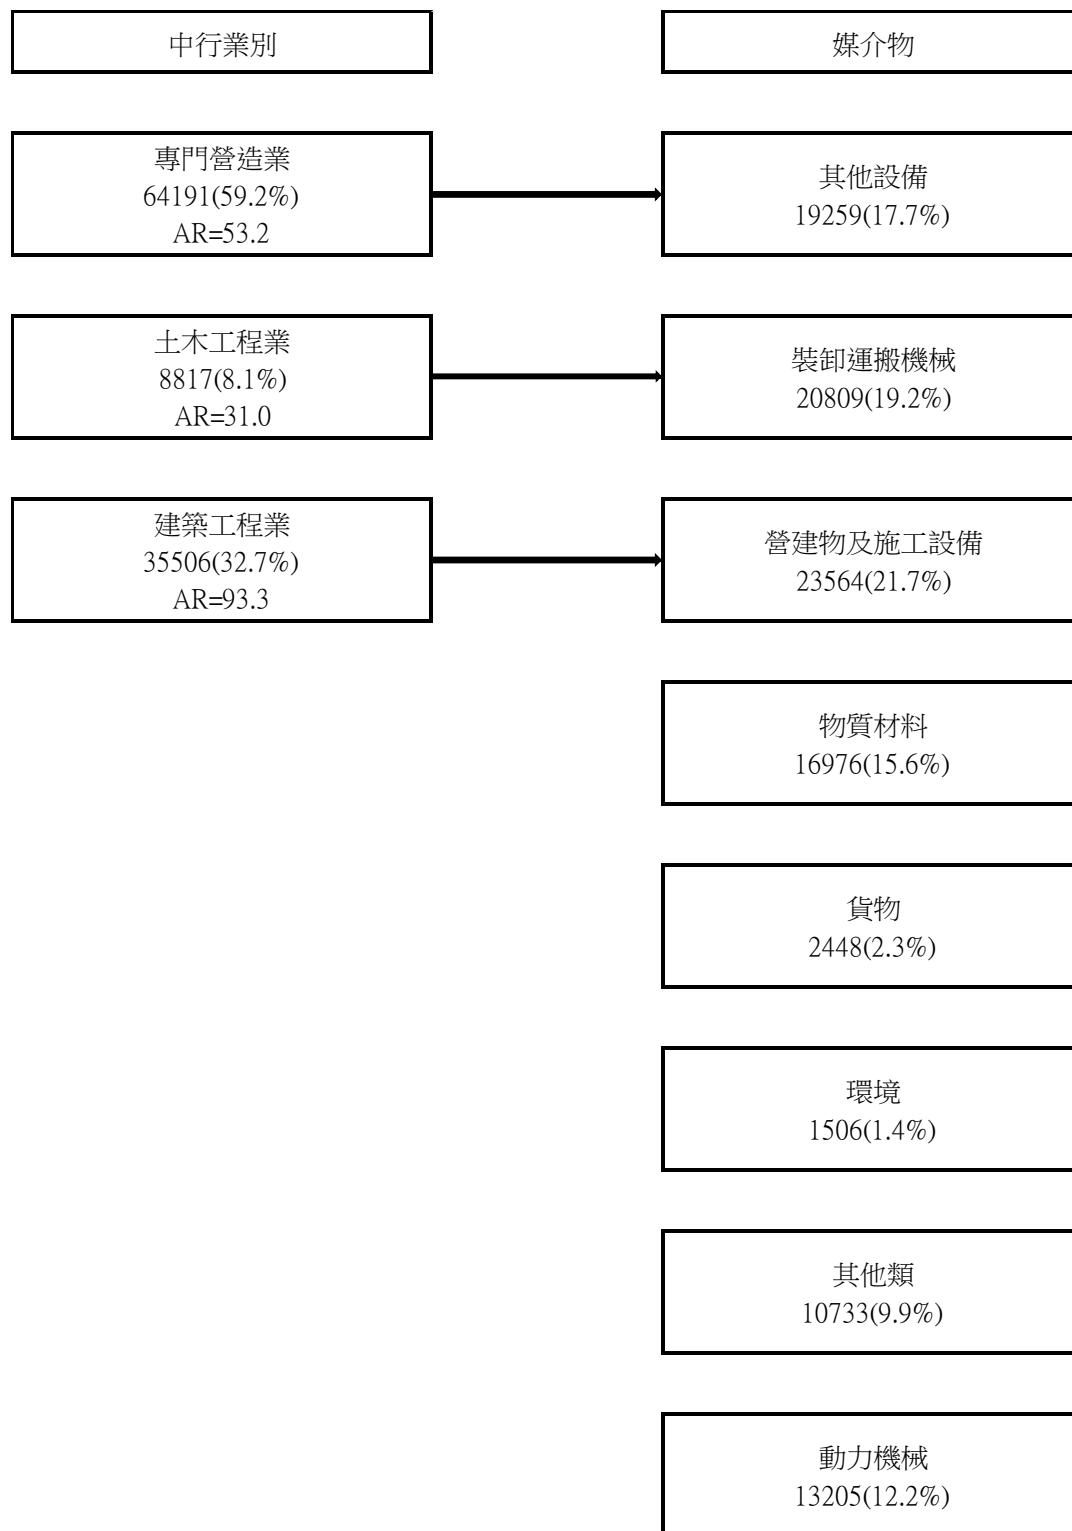 中行業別
媒介物
專門營造業
64191(59.2%)
AR=53.2
其他設備
19259(17.7%)
土木工程業
8817(8.1%)
AR=31.0
裝卸運搬機械
20809(19.2%)
建築工程業
35506(32.7%)
AR=93.3
營建物及施工設備
23564(21.7%)
物質材料
16976(15.6%)
貨物
2448(2.3%)
環境
1506(1.4%)
其他類
10733(9.9%)
動力機械
13205(12.2%)